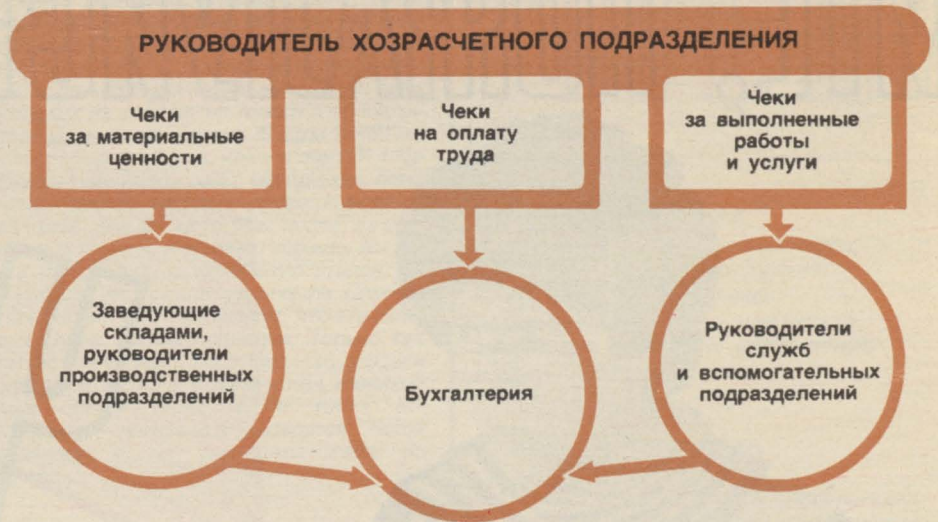 РУКОВОДИТЕЛЬ ХОЗРАСЧЕТНОГО ПОДРАЗДЕЛЕНИЯ
Чеки
за материальные
ценности
Чеки
на оплату
труда
Чеки
за выполненные
работы
и услуги
Заведующие
складами,
руководители
производственных
подразделений
Бухгалтерия
Руководители
служб
и вспомогательных
подразделений